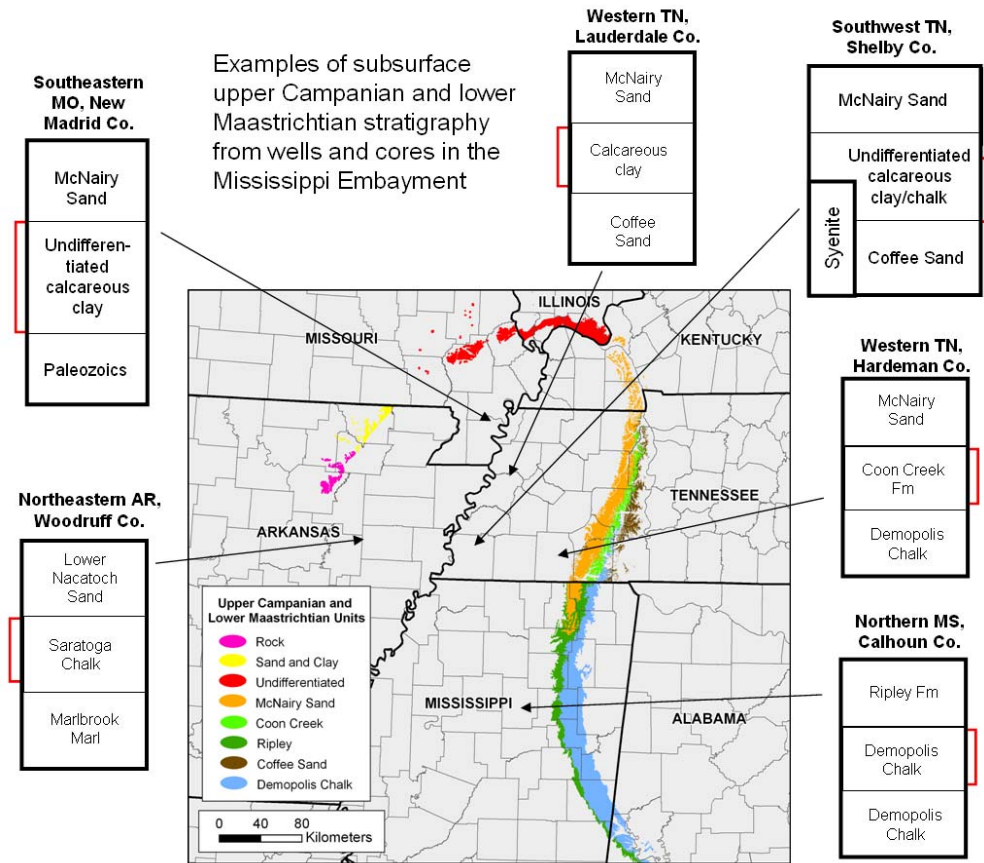 Western TN,
Lauderdale Co.
McNairy
Sand
Calcareous
clay
Coffee
Sand
Southwest TN,
Shelby Co.
McNairy Sand
Undifferentiated
calcareous
clay/chalk
Syenite
Coffee Sand
Southeastern
MO, New
Madrid Co.
McNairy
Sand
Undifferen-
tiated
calcareous
clay
Paleozoics
Examples of subsurface
upper Campanian and lower
Maastrichtian stratigraphy
from wells and cores in the
Mississippi Embayment
Western TN,
Hardeman Co.
McNairy
Sand
Coon Creek
Fm
Demopolis
Chalk
Northeastern AR,
Woodruff Co.
Lower
Nacatoch
Sand
Saratoga
Chalk
Marlbrook
Marl
Northern MS,
Calhoun Co.
Ripley Fm
Demopolis
Chalk
Demopolis
Chalk
ILLINOIS
MISSOURI
KENTUCKY
TENNESSEE
ARKANSAS
MISSISSIPPI
ALABAMA
Upper Campanian and
Lower Maastrichtian Units
Rock
Sand and Clay
Undifferentiated
McNairy Sand
Coon Creek
Ripley
Coffee Sand
Demopolis Chalk
0 40 80
Kilometers